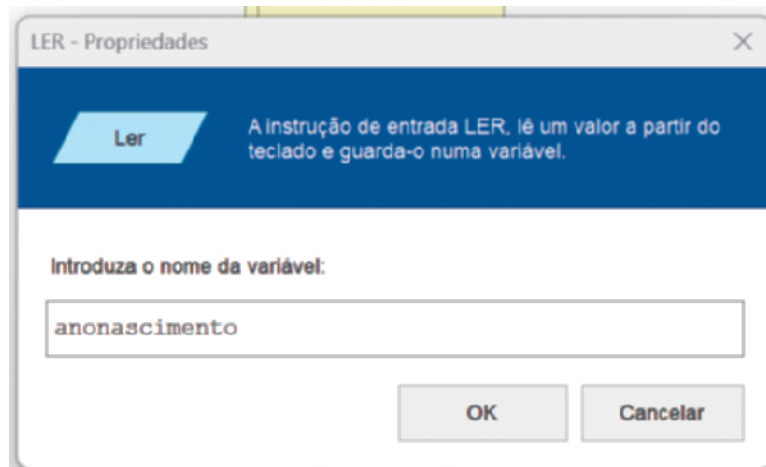 LER - Propriedades
Ler
A instrução de entrada LER, lê um valor a partir do
teclado e guarda-o numa variável.
Introduza o nome da variável:
anonascimento
OK
Cancelar